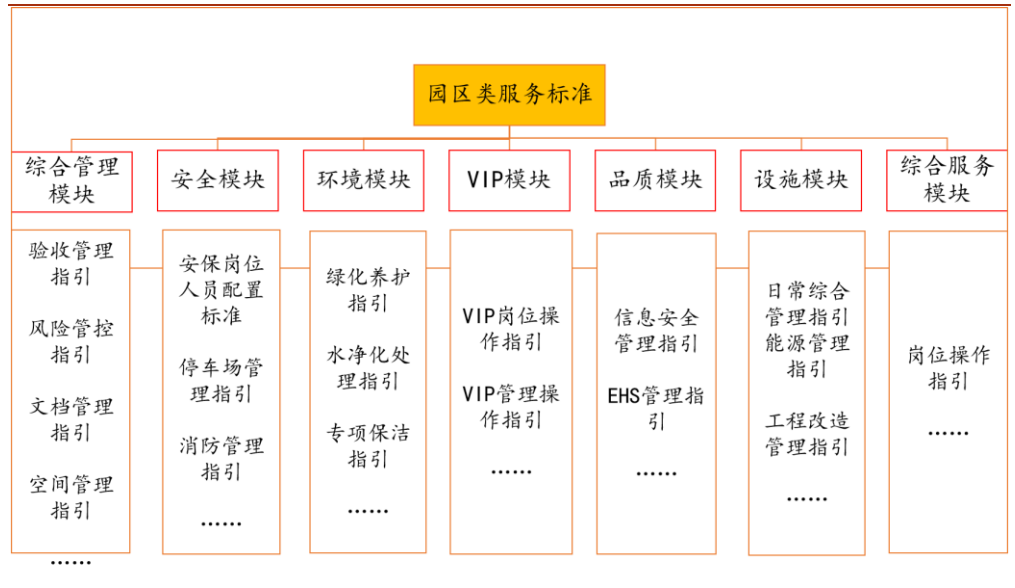 园区类服务标准
综合管理
模块
安全模块
环境模块
VIP模块
品质模块
设施模块
综合服务
模块
验收管理
指引
风险管控
指引
文档管理
指引
空间管理
指引
……
安保岗位
人员配置
标准
停车场管
理指引
消防管理
指引
……
绿化养护
指引
水净化处
理指引
专项保洁
指引
……
VIP岗位操
作指引
VIP管理操
作指引
……
信息安全
管理指引
EHS管理指
引
……
日常综合
管理指引
能源管理
指引
工程改造
管理指引
……
岗位操作
指引
……